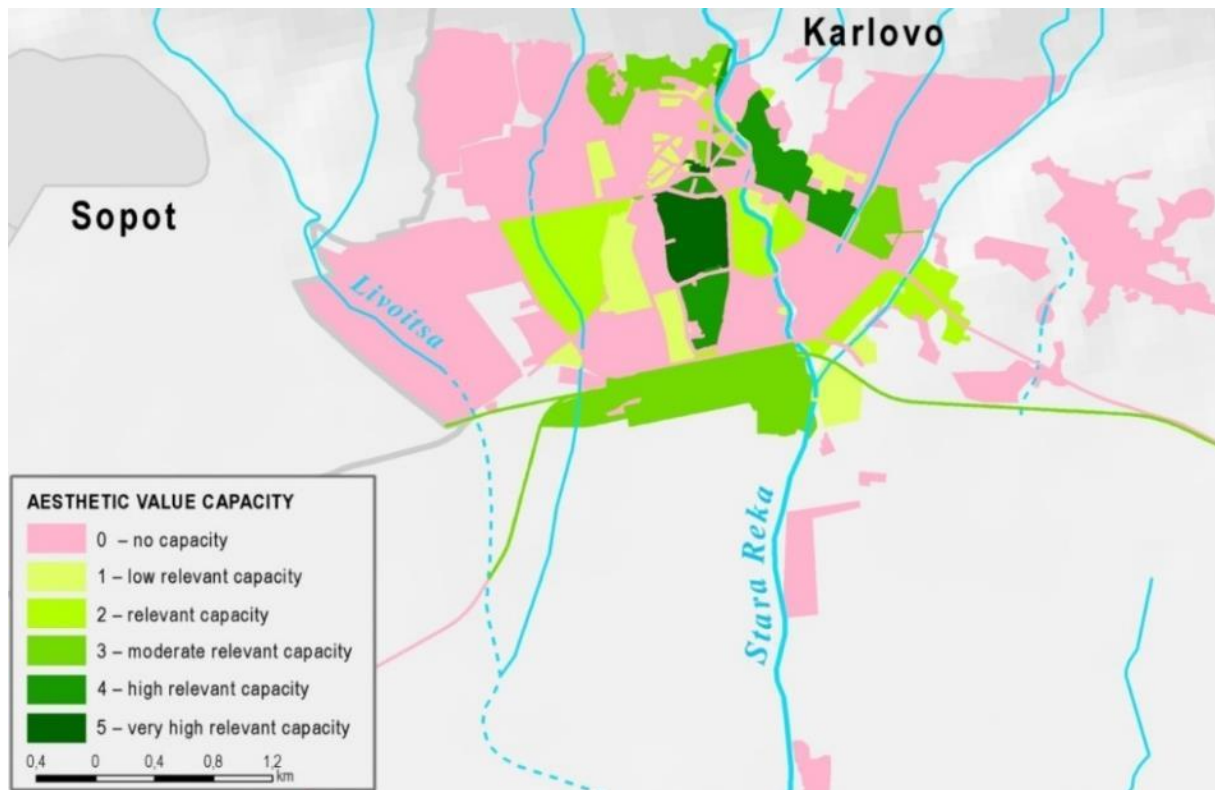 Karlovo
Sopot
Livoitsa
Stara Reka
AESTHETIC VALUE CAPACITY
0 – no capacity
1 – low relevant capacity
2 – relevant capacity
3 – moderate relevant capacity
4 – high relevant capacity
5 – very high relevant capacity
0,4 0 0,4 0,8 1,2
km